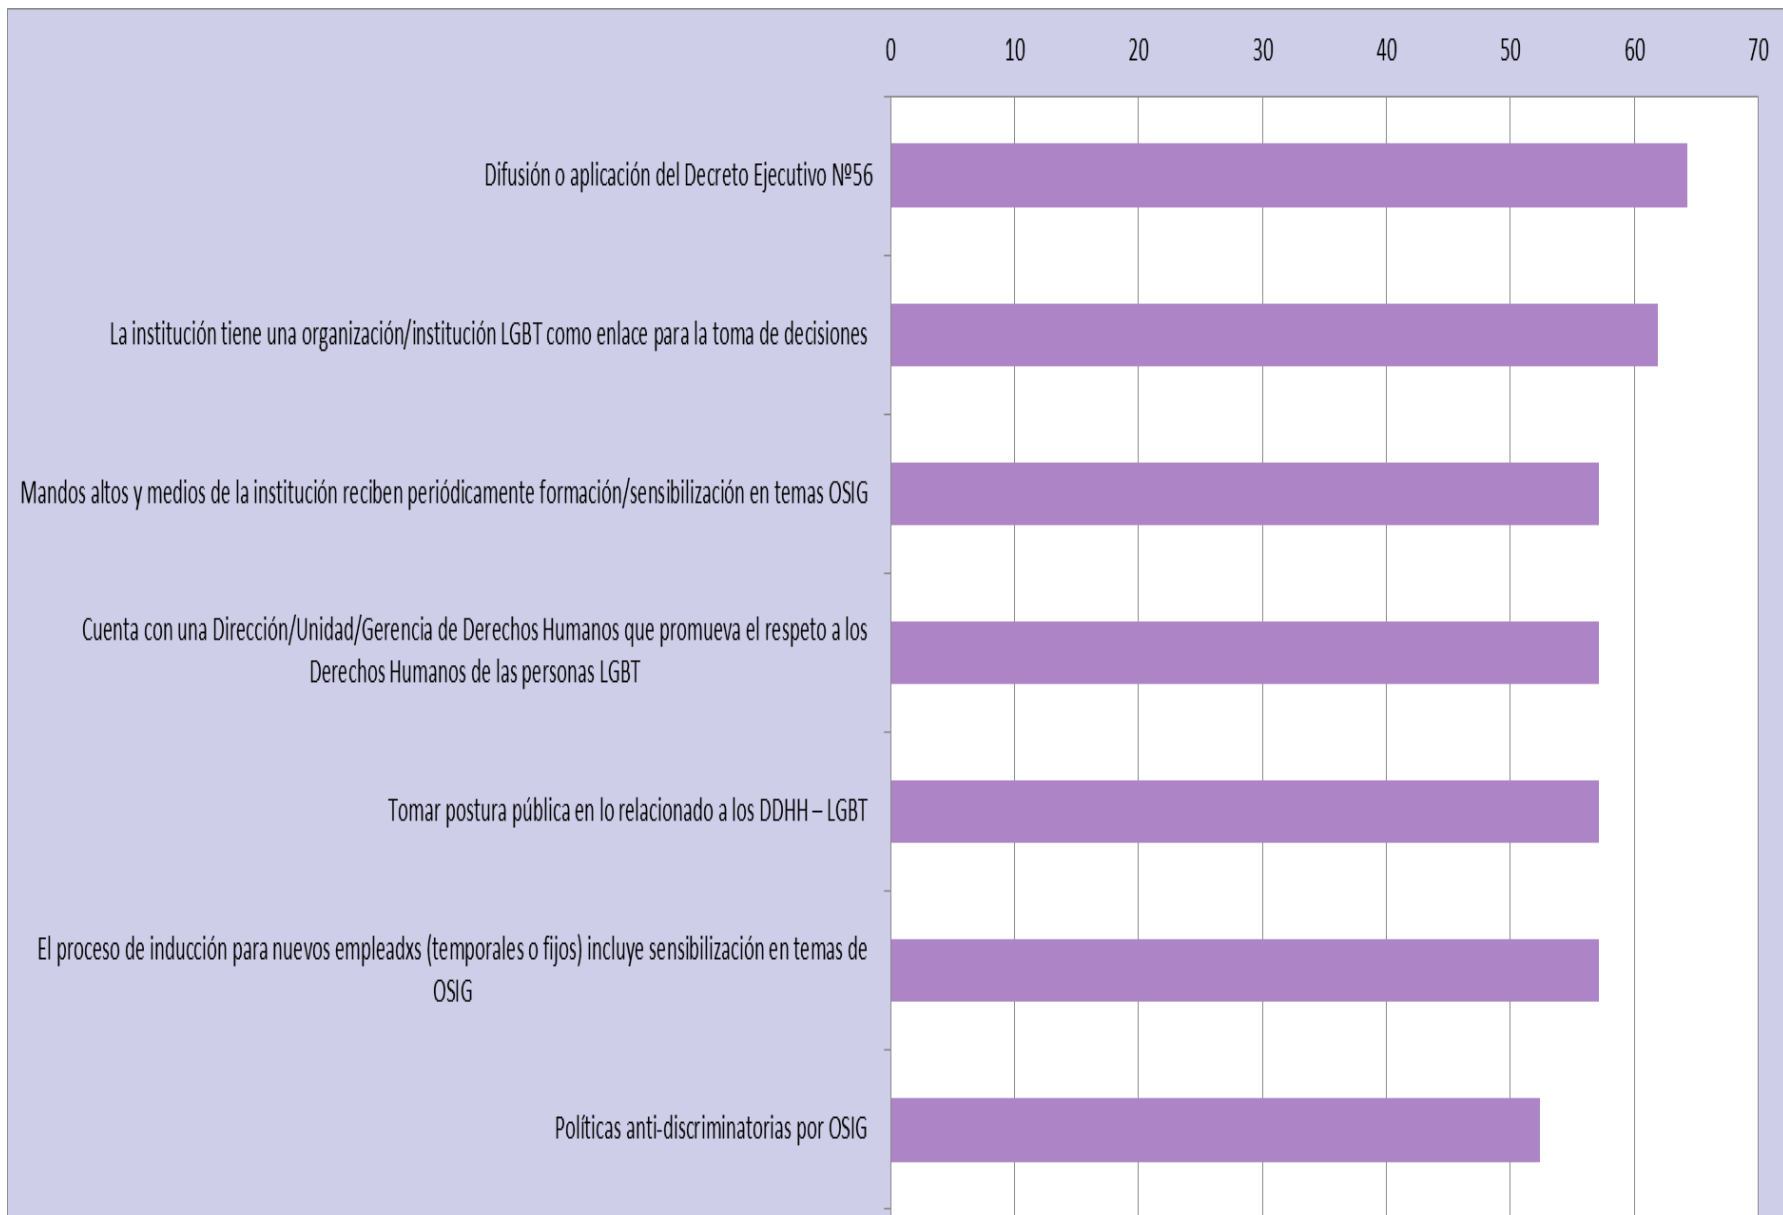 0 10 20 30 40 50 60 70
Difusión o aplicación del Decreto Ejecutivo Nº56
La institución tiene una organización/institución LGBT como enlace para la toma de decisiones
Mandos altos y medios de la institución reciben periódicamente formación/sensibilización en temas OSIG
Cuenta con una Dirección/Unidad/Gerencia de Derechos Humanos que promueva el respeto a los
Derechos Humanos de las personas LGBT
Tomar postura pública en lo relacionado a los DDHH – LGBT
El proceso de inducción para nuevos empleadxs (temporales o fijos) incluye sensibilización en temas de
OSIG
Políticas anti-discriminatorias por OSIG